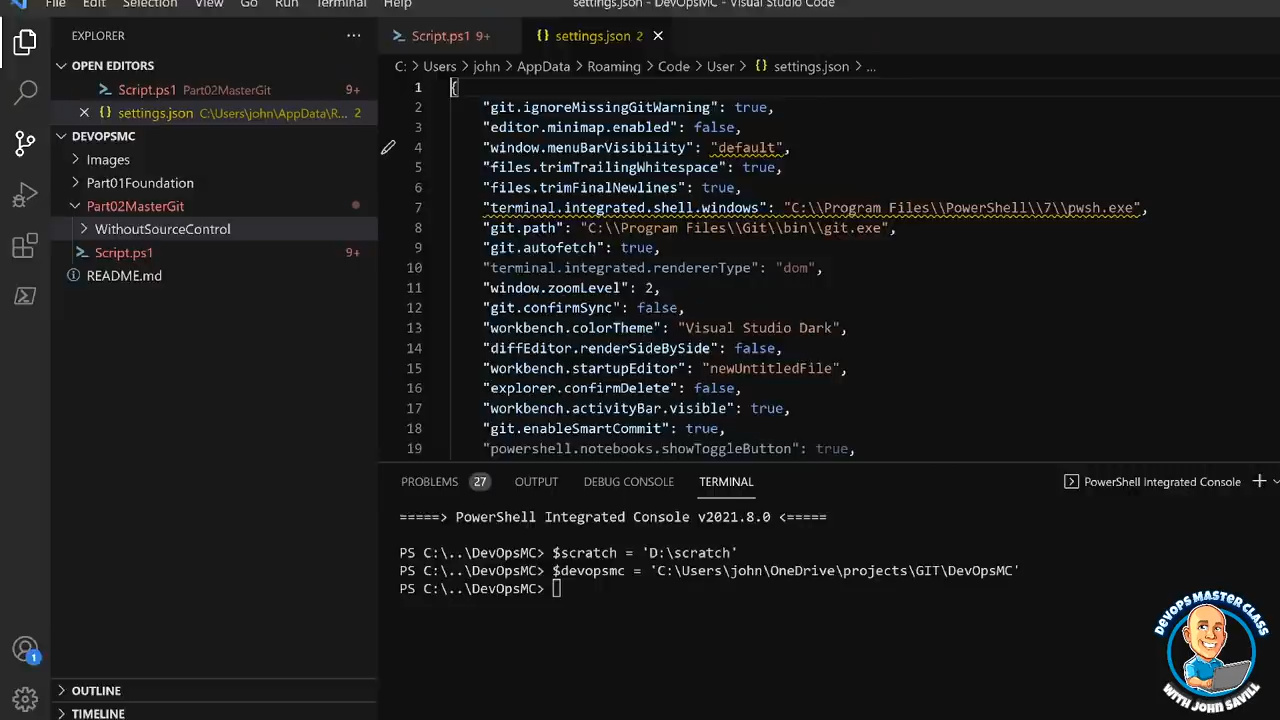 File Edit Selection View Go Run Terminal Help
settings.json - DevOpsMC - Visual Studio Code
EXPLORER
OPEN EDITORS
Script.ps1 Part02MasterGit 9+
settings.json C:\Users\john\AppData\R... 2
DEVOPSMC
Images
Part01Foundation
Part02MasterGit
WithoutSourceControl
Script.ps1 9+
README.md
OUTLINE
TIMELINE
1
Script.ps1 9+
settings.json 2
C: > Users > john > AppData > Roaming > Code > User > {} settings.json > ...
1 {
2 "git.ignoreMissingGitWarning": true,
3 "editor.minimap.enabled": false,
4 "window.menuBarVisibility": "default",
5 "files.trimTrailingWhitespace": true,
6 "files.trimFinalNewlines": true,
7 "terminal.integrated.shell.windows": "C:\\Program Files\\PowerShell\\7\\pwsh.exe",
8 "git.path": "C:\\Program Files\\Git\\bin\\git.exe",
9 "git.autofetch": true,
10 "terminal.integrated.rendererType": "dom",
11 "window.zoomLevel": 2,
12 "git.confirmSync": false,
13 "workbench.colorTheme": "Visual Studio Dark",
14 "diffEditor.renderSideBySide": false,
15 "workbench.startupEditor": "newUntitledFile",
16 "explorer.confirmDelete": false,
17 "workbench.activityBar.visible": true,
18 "git.enableSmartCommit": true,
19 "powershell.notebooks.showToggleButton": true,
PROBLEMS 27 OUTPUT DEBUG CONSOLE TERMINAL
PowerShell Integrated Console
=====> PowerShell Integrated Console v2021.8.0 <=====
PS C:\..\DevOpsMC> $scratch = 'D:\scratch'
PS C:\..\DevOpsMC> $devopsmc = 'C:\Users\john\OneDrive\projects\GIT\DevOpsMC'
PS C:\..\DevOpsMC>
DEVOPS MASTER CLASS
WITH JOHN SAVILL